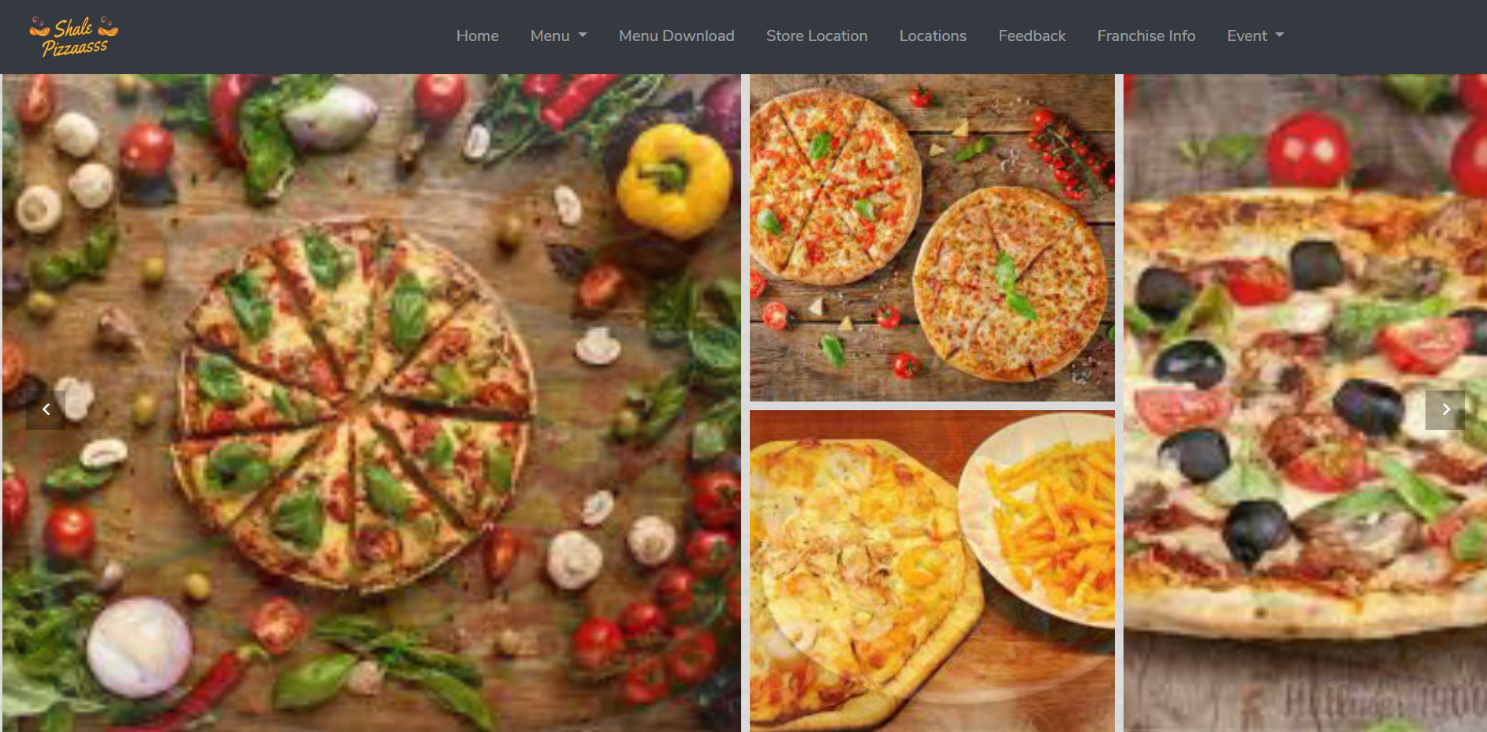 Shale
Pizzaasss
Home
Menu
Menu Download
Store Location
Locations
Feedback
Franchise Info
Event